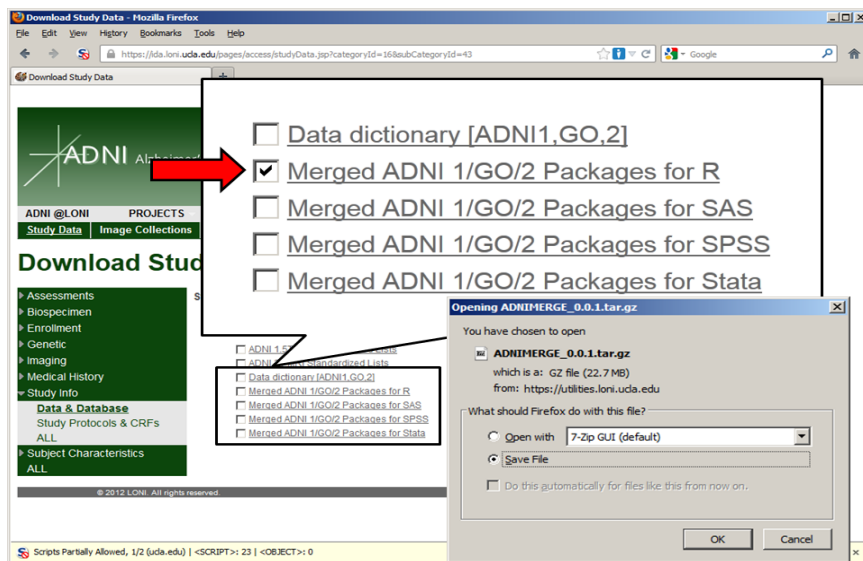 Download Study Data - Mozilla Firefox
File Edit View History Bookmarks Tools Help
https://ida.loni.ucla.edu/pages/access/studyData.jsp?categoryId=16&subCategoryId=43
Google
Download Study Data
ADNI
ADNI @LONI PROJECTS
Study Data Image Collections
Download Stud
Assessments
Biospecimen
Enrollment
Genetic
Imaging
Medical History
Study Info
Data & Database
Study Protocols & CRFs
ALL
Subject Characteristics
ALL
Data dictionary [ADNI1,GO,2]
Merged ADNI 1/GO/2 Packages for R
Merged ADNI 1/GO/2 Packages for SAS
Merged ADNI 1/GO/2 Packages for SPSS
Merged ADNI 1/GO/2 Packages for Stata
ADNI 1.5T Lists
ADNI Standardized Lists
Data dictionary [ADNI1,GO,2]
Merged ADNI 1/GO/2 Packages for R
Merged ADNI 1/GO/2 Packages for SAS
Merged ADNI 1/GO/2 Packages for SPSS
Merged ADNI 1/GO/2 Packages for Stata
© 2012 LONI. All rights reserved.
Opening ADNIMERGE_0.0.1.tar.gz
You have chosen to open
ADNIMERGE_0.0.1.tar.gz
which is a: GZ file (22.7 MB)
from: https://utilities.loni.ucla.edu
What should Firefox do with this file?
Open with 7-Zip GUI (default)
Save File
Do this automatically for files like this from now on.
OK Cancel
Scripts Partially Allowed, 1/2 (ucla.edu) | <SCRIPT>: 23 | <OBJECT>: 0